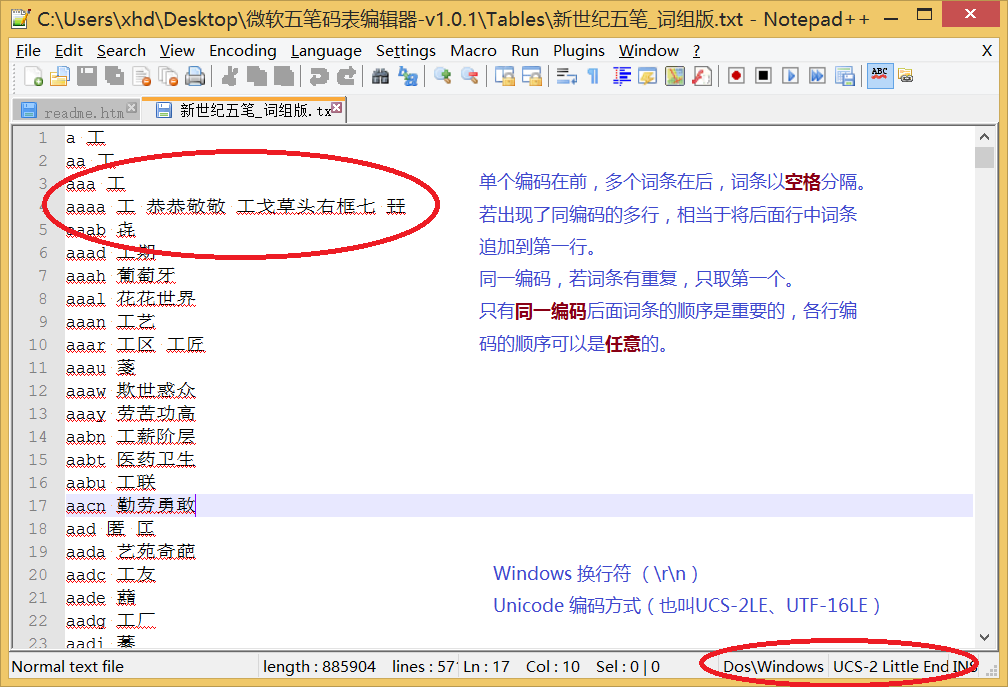 C:\Users\xhd\Desktop\微软五笔码表编辑器-v1.0.1\Tables\新世纪五笔_词组版.txt - Notepad++
File Edit Search View Encoding Language Settings Macro Run Plugins Window ? X
readme.htm 新世纪五笔_词组版.tx
1 a 工
2 aa 工
3 aaa 工
4 aaaa 工 恭恭敬敬 工戈草头右框七 㠭
5 aaab
6 aaad 工期
7 aaah 葡萄牙
8 aaal 花花世界
9 aaan 工艺
10 aaar 工区 工匠
11 aaau
12 aaaw 欺世惑众
13 aaay 劳苦功高
14 aabn 工薪阶层
15 aabt 医药卫生
16 aabu 工联
17 aacn 勤劳勇敢
18 aad 匿 匞
19 aada 艺苑奇葩
20 aadc 工友
21 aade
22 aadg 工厂
23 aadi
单个编码在前，多个词条在后，词条以空格分隔。
若出现了同编码的多行，相当于将后面行中词条
追加到第一行。
同一编码，若词条有重复，只取第一个。
只有同一编码后面词条的顺序是重要的，各行编
码的顺序可以是任意的。
Windows 换行符（\r\n）
Unicode 编码方式（也叫UCS-2LE、UTF-16LE）
Normal text file length : 885904 lines : 57 Ln : 17 Col : 10 Sel : 0 | 0 Dos\Windows UCS-2 Little End INS